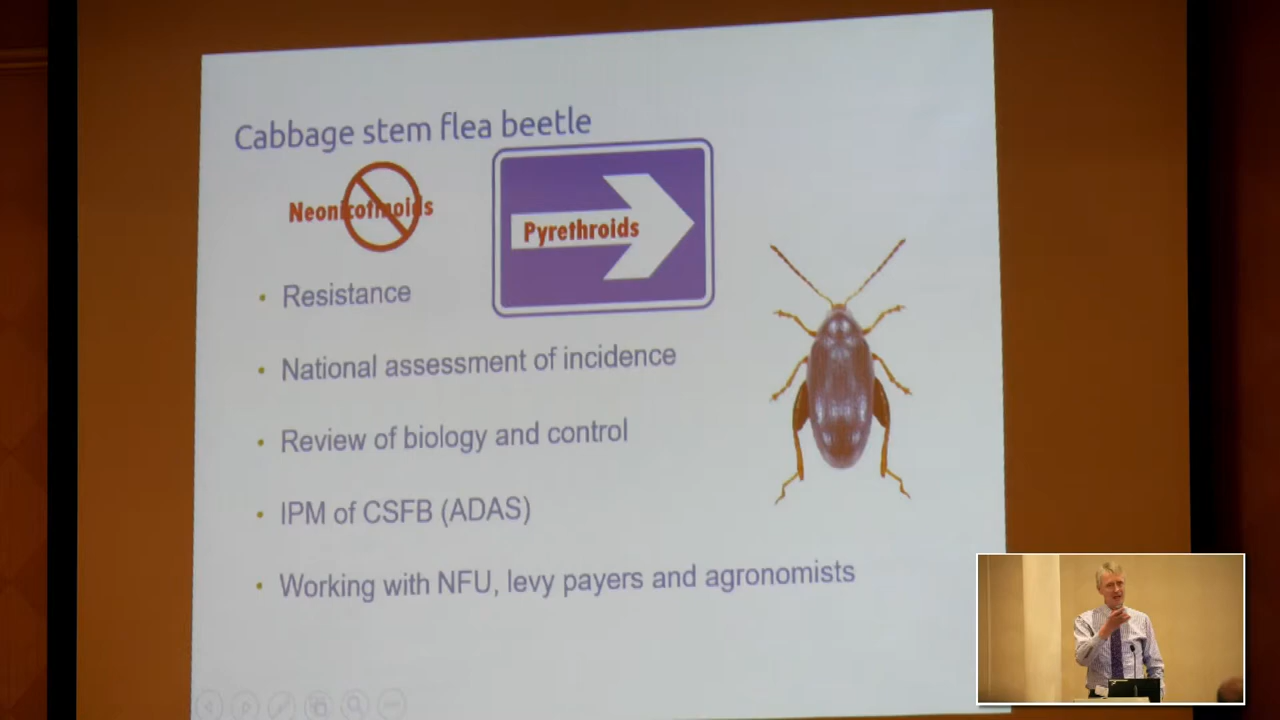 Cabbage stem flea beetle
Neonicotinoids
Pyrethroids
• Resistance
• National assessment of incidence
• Review of biology and control
• IPM of CSFB (ADAS)
• Working with NFU, levy payers and agronomists